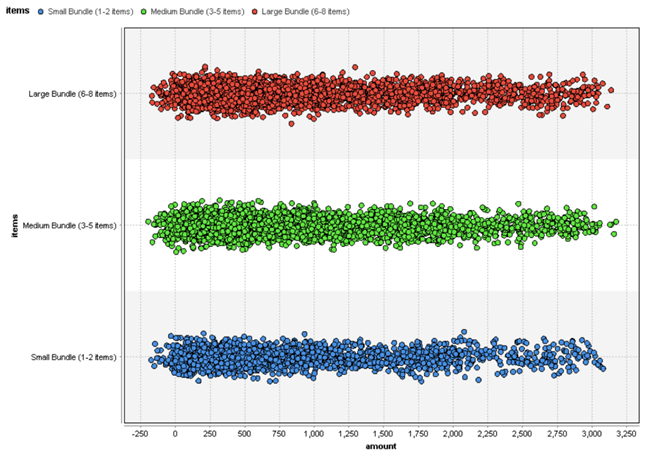 items Small Bundle (1-2 items) Medium Bundle (3-5 items) Large Bundle (6-8 items)
Large Bundle (6-8 items)
Medium Bundle (3-5 items)
Small Bundle (1-2 items)
items
-250 0 250 500 750 1,000 1,250 1,500 1,750 2,000 2,250 2,500 2,750 3,000 3,250
amount